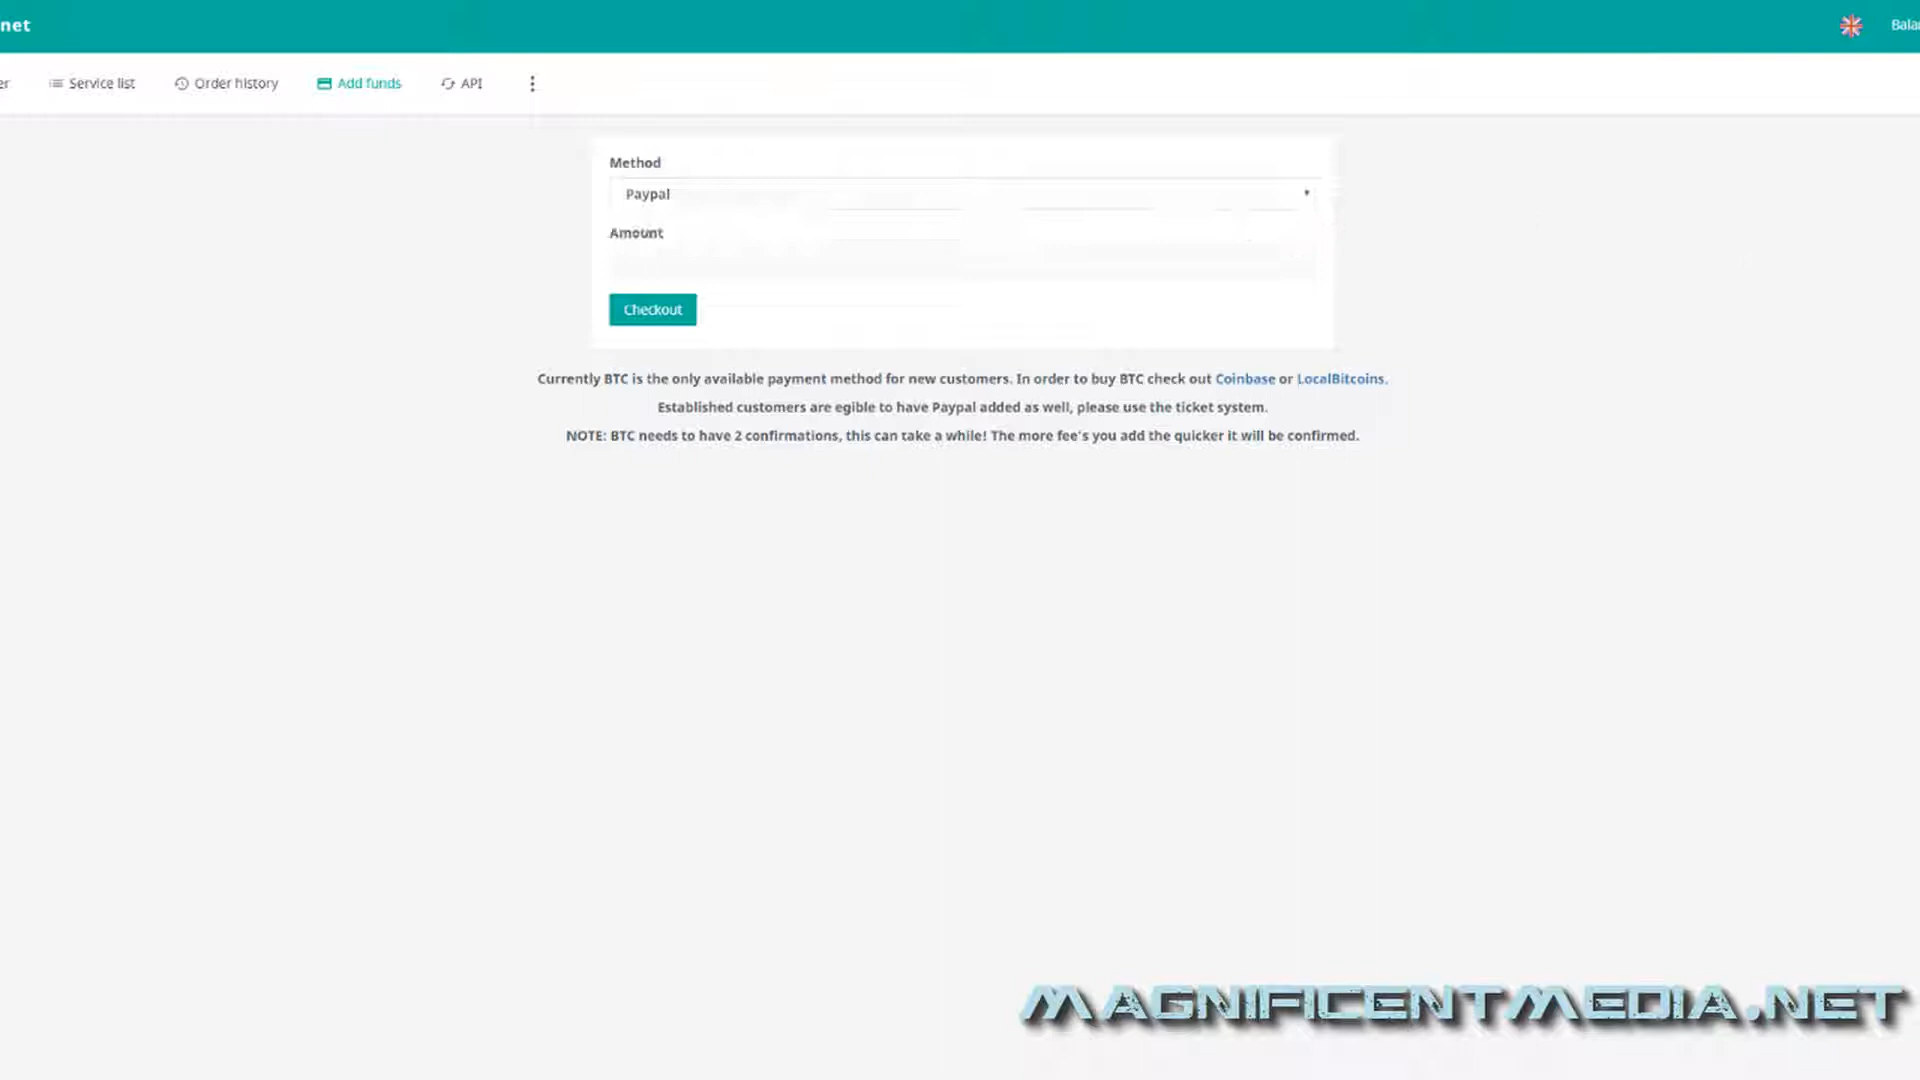 net
Balan
er
Service list
Order history
Add funds
API
Method
Paypal
Amount
Checkout
Currently BTC is the only available payment method for new customers. In order to buy BTC check out Coinbase or LocalBitcoins.
Established customers are egible to have Paypal added as well, please use the ticket system.
NOTE: BTC needs to have 2 confirmations, this can take a while! The more fee's you add the quicker it will be confirmed.
MAGNIFICENTMEDIA.NET